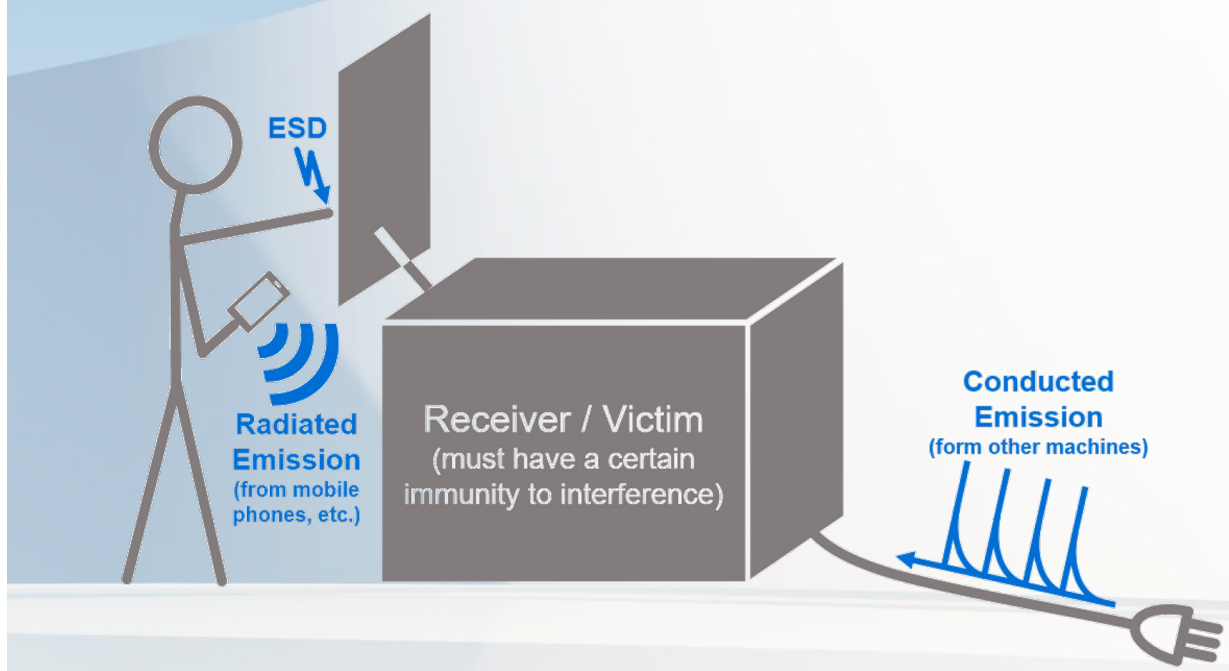 ESD
Radiated
Emission
(from mobile
phones, etc.)
Receiver / Victim
(must have a certain
immunity to interference)
Conducted
Emission
(form other machines)